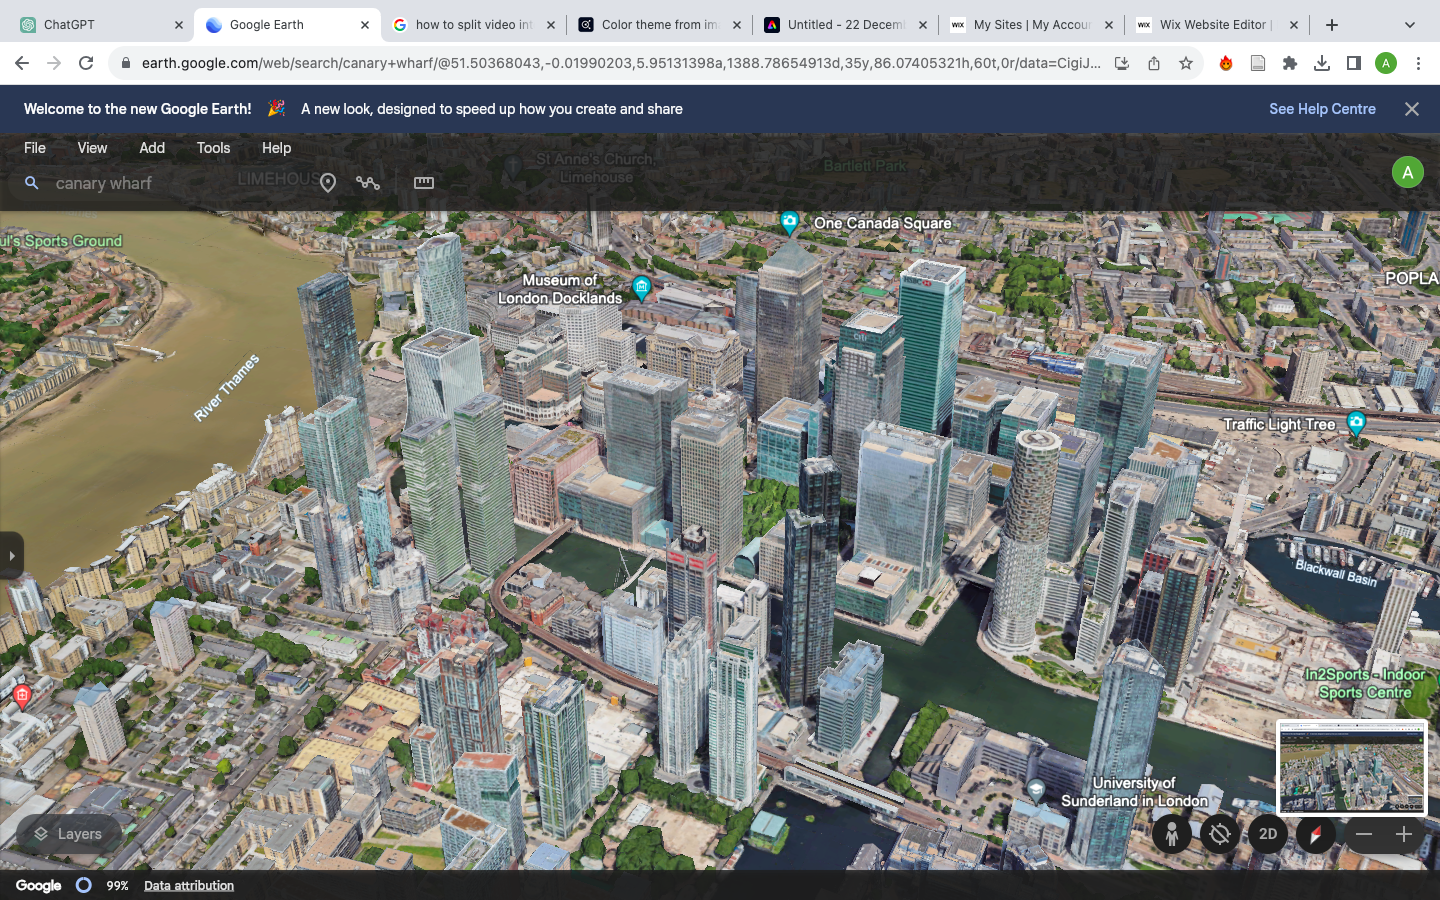 ChatGPT
Google Earth
how to split video in
Color theme from im
Untitled - 22 Decem
My Sites | My Accou
Wix Website Editor |
earth.google.com/web/search/canary+wharf/@51.50368043,-0.01990203,5.95131398a,1388.78654913d,35y,86.07405321h,60t,0r/data=CigiJ...
Welcome to the new Google Earth! A new look, designed to speed up how you create and share
See Help Centre
File View Add Tools Help
canary wharf
LIMEHOUS
St Anne's Church,
Limehouse
Bartlett Park
A
A
ul's Sports Ground
One Canada Square
Museum of
London Docklands
POPLA
HSBC
citi
River Thames
Traffic Light Tree
Blackwall Basin
In2Sports - Indoor
Sports Centre
University of
Sunderland in London
Layers
2D
Google 99% Data attribution